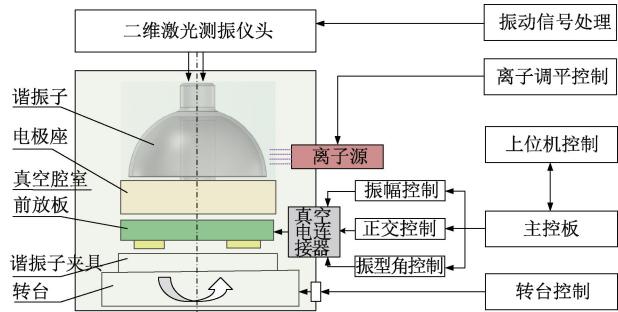 二维激光测振仪头
振动信号处理
离子调平控制
谐振子
电极座
真空腔室
前放板
谐振子夹具
转台
离子源
真空
电连
接器
振幅控制
正交控制
振型角控制
上位机控制
主控板
转台控制